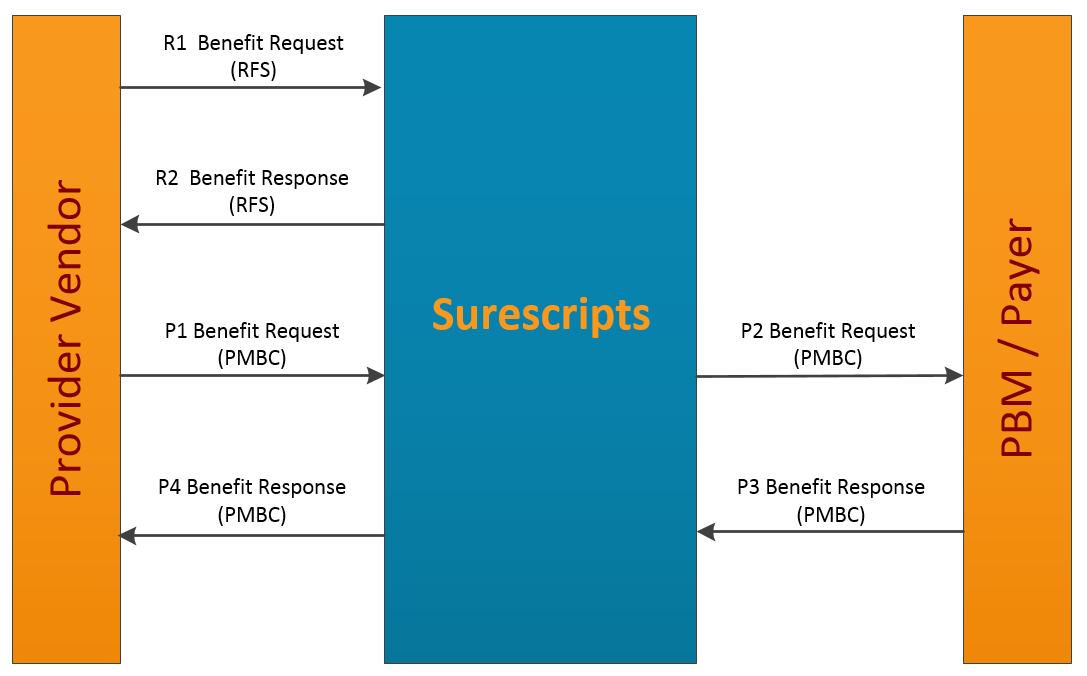 R1  Benefit Request
(RFS)
R2  Benefit Response
(RFS)
Provider Vendor
Surescripts
PBM / Payer
P1 Benefit Request
(PMBC)
P2 Benefit Request
(PMBC)
P4 Benefit Response
(PMBC)
P3 Benefit Response
(PMBC)